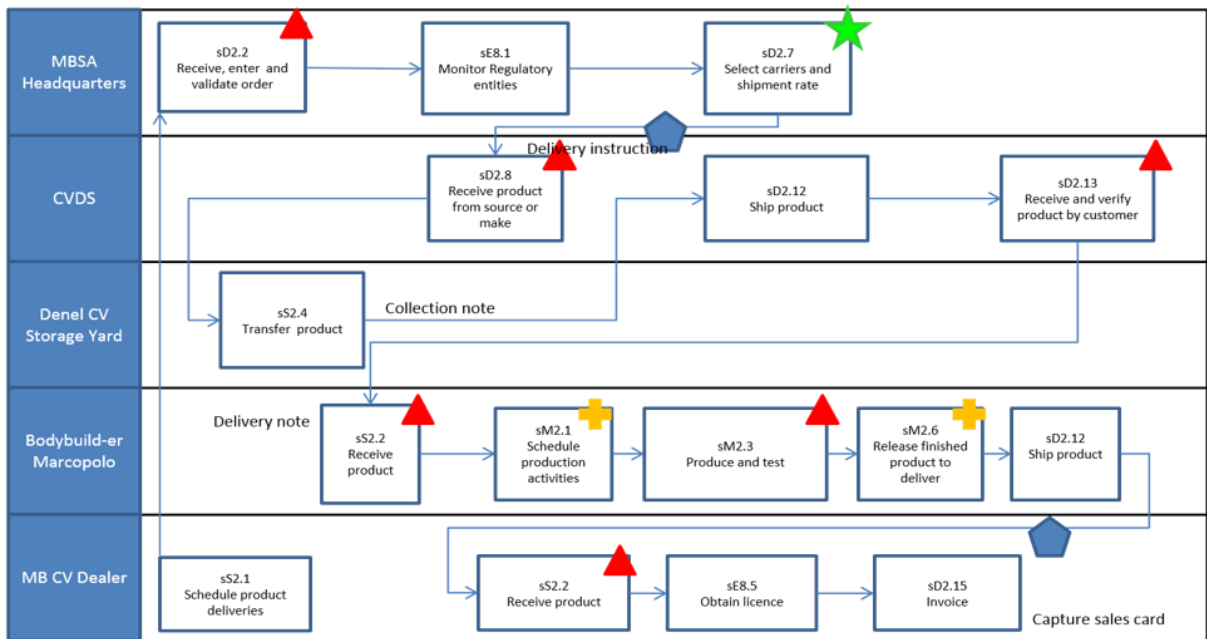 MBSA
Headquarters
sD2.2
Receive, enter and
validate order
sE8.1
Monitor Regulatory
entities
sD2.7
Select carriers and
shipment rate
Delivery instruction
CVDS
sD2.8
Receive product
from source or
make
sD2.12
Ship product
sD2.13
Receive and verify
product by customer
Denel CV
Storage Yard
sS2.4
Transfer product
Collection note
Bodybuild-er
Marcopolo
Delivery note
sS2.2
Receive
product
sM2.1
Schedule
production
activities
sM2.3
Produce and test
sM2.6
Release finished
product to
deliver
sD2.12
Ship product
MB CV Dealer
sS2.1
Schedule product
deliveries
sS2.2
Receive product
sE8.5
Obtain licence
sD2.15
Invoice
Capture sales card